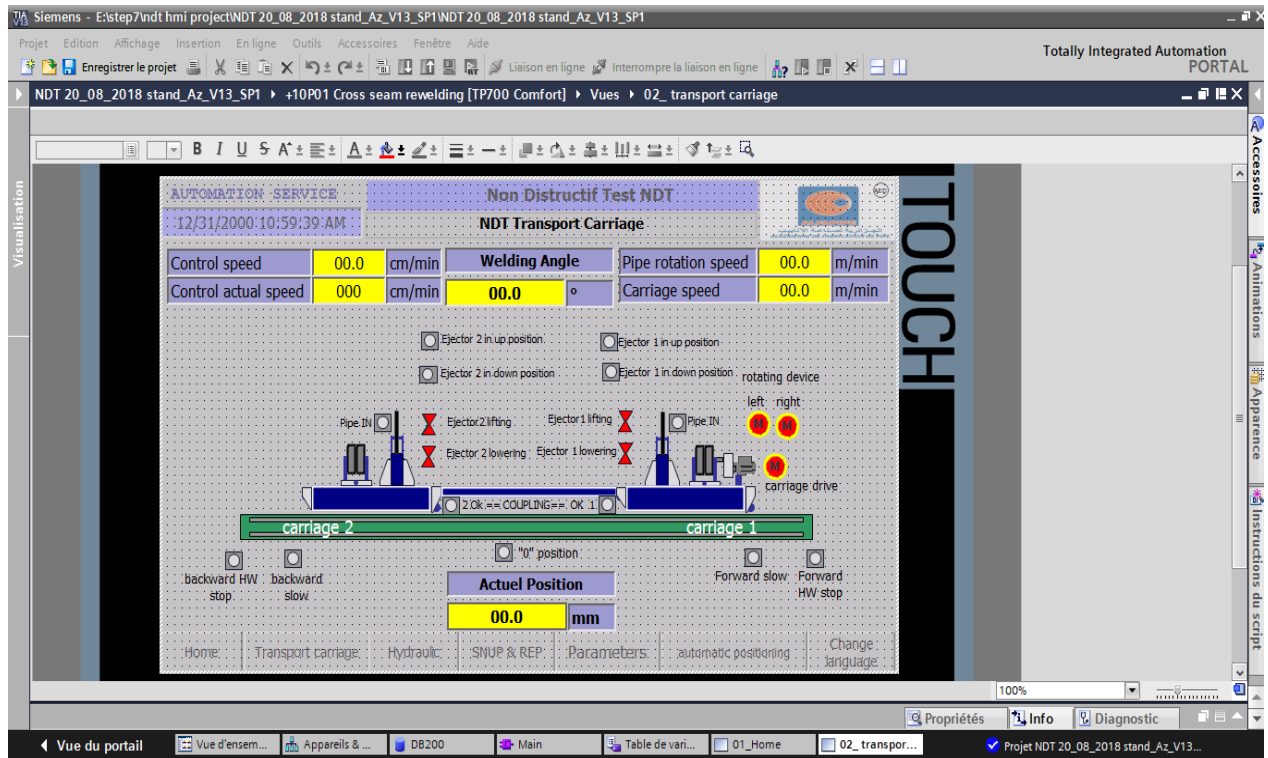 Siemens - E:\step7\ndt hmi project\NDT 20_08_2018 stand_Az_V13_SP1\NDT 20_08_2018 stand_Az_V13_SP1
Projet Edition Affichage Insertion En ligne Outils Accessoires Fenêtre Aide
Totally Integrated Automation
PORTAL
Enregistrer le projet Liaison en ligne Interrompre la liaison en ligne
NDT 20_08_2018 stand_Az_V13_SP1 ▸ +10P01 Cross seam rewelding [TP700 Comfort] ▸ Vues ▸ 02_ transport carriage
B I U S A
Visualisation
AUTOMATION SERVICE
Non Distructif Test NDT
12/31/2000 10:59:39 AM
NDT Transport Carriage
TOUCH
Control speed 00.0 cm/min
Welding Angle
Pipe rotation speed 00.0 m/min
Control actual speed 000 cm/min
00.0 °
Carriage speed 00.0 m/min
Ejector 2 in up position
Ejector 1 in up position
Ejector 2 in down position
Ejector 1 in down position
rotating device
left right
Pipe IN
Ejector2 lifting
Ejector1 lifting
Pipe IN
M M
Ejector 2 lowering
Ejector 1 lowering
M
carriage drive
2.Ok == COUPLING==. OK 1.
carriage 2
carriage 1
"0" position
backward HW stop
backward slow
Forward slow
Forward HW stop
Actuel Position
00.0 mm
Home
Transport carriage
Hydraulic
SNUP & REP
Parameters
automatic positioning
Change language
Accessoires
Animations
Apparence
Instructions du script
100%
Propriétés Info Diagnostic
Vue du portail
Vue d'ensem...
Appareils & ...
DB200
Main
Table de vari...
01_Home
02_ transpor...
Projet NDT 20_08_2018 stand_Az_V13...